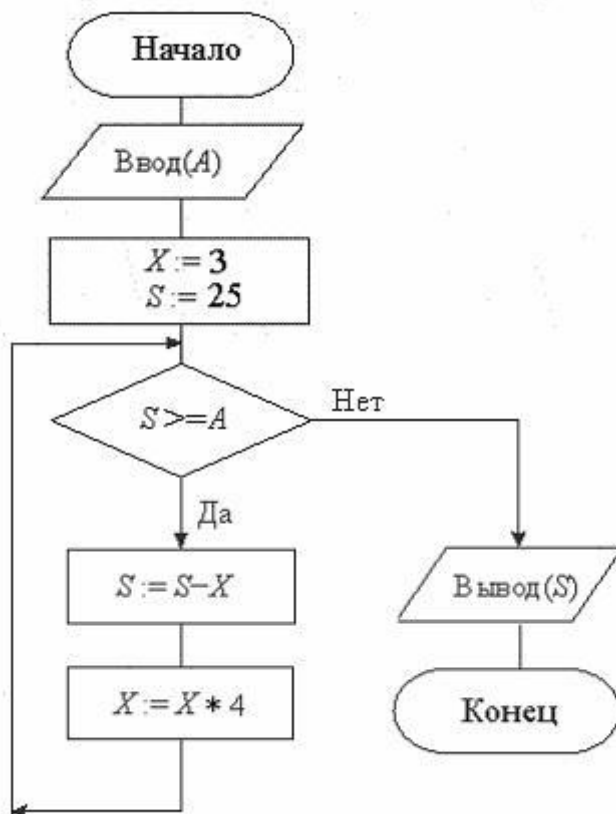 Начало
Ввод(A)
X := 3
S := 25
S >=A
Нет
Да
S := S−X
Вывод(S)
X := X * 4
Конец